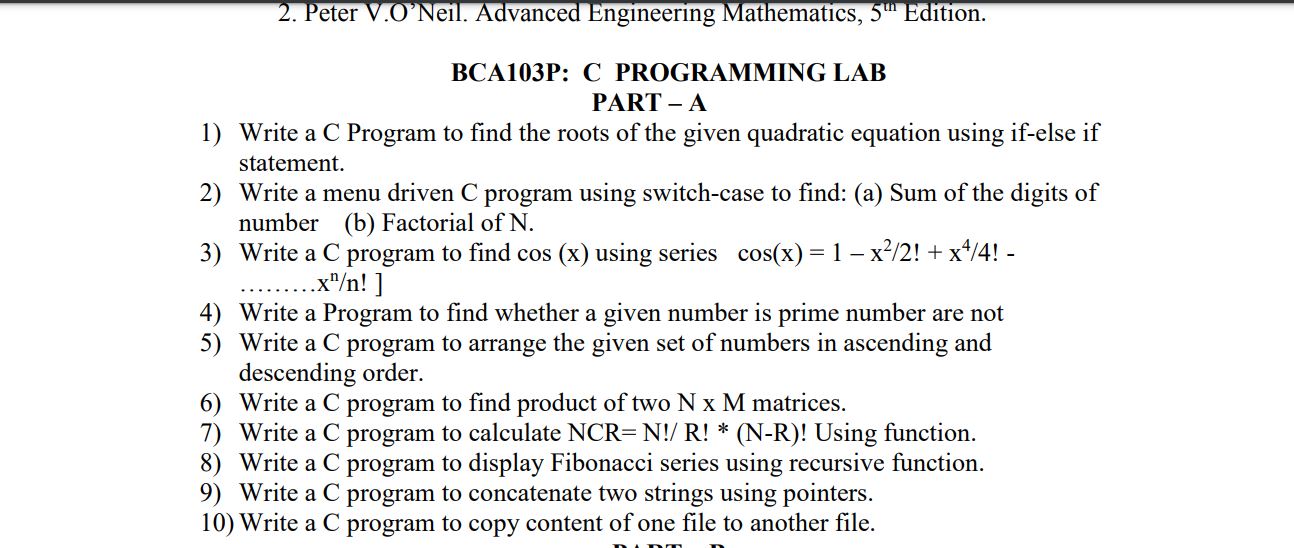 2. Peter V.O’Neil. Advanced Engineering Mathematics, 5th Edition.
BCA103P: C PROGRAMMING LAB
PART – A
1) Write a C Program to find the roots of the given quadratic equation using if-else if
statement.
2) Write a menu driven C program using switch-case to find: (a) Sum of the digits of
number (b) Factorial of N.
3) Write a C program to find cos (x) using series cos(x) = 1 – x²/2! + x⁴/4! -
………xⁿ/n! ]
4) Write a Program to find whether a given number is prime number are not
5) Write a C program to arrange the given set of numbers in ascending and
descending order.
6) Write a C program to find product of two N x M matrices.
7) Write a C program to calculate NCR= N!/ R! * (N-R)! Using function.
8) Write a C program to display Fibonacci series using recursive function.
9) Write a C program to concatenate two strings using pointers.
10) Write a C program to copy content of one file to another file.